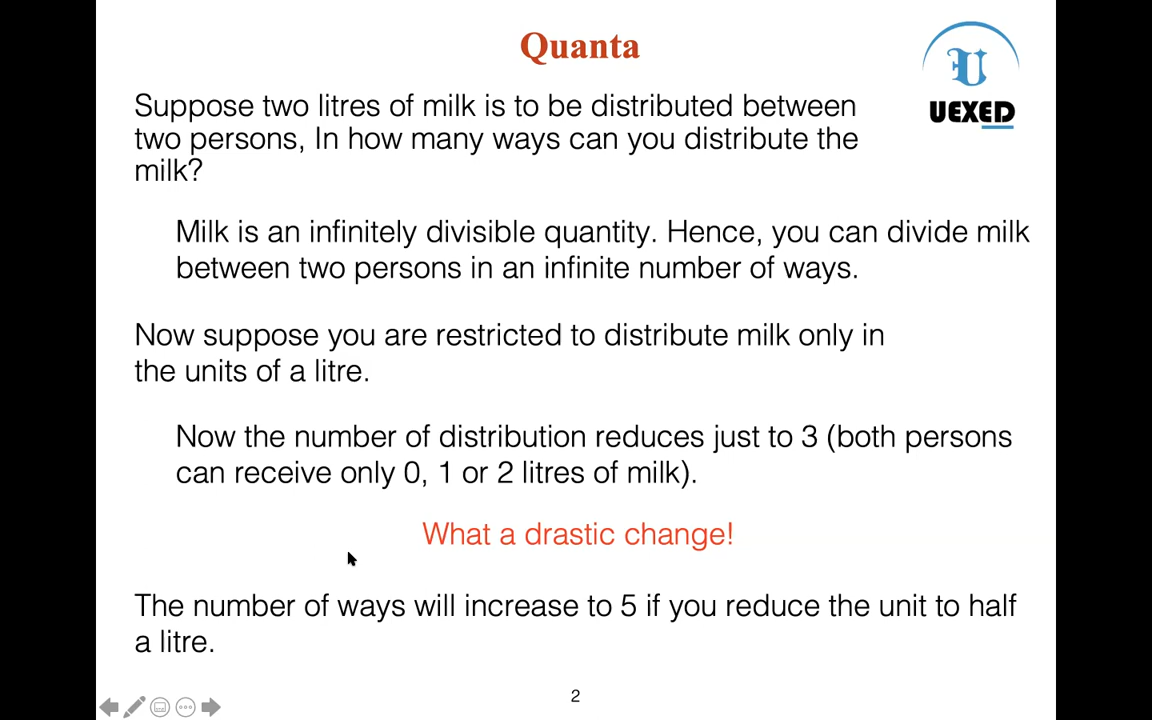 Quanta
UEXED
Suppose two litres of milk is to be distributed between
two persons, In how many ways can you distribute the
milk?
Milk is an infinitely divisible quantity. Hence, you can divide milk
between two persons in an infinite number of ways.
Now suppose you are restricted to distribute milk only in
the units of a litre.
Now the number of distribution reduces just to 3 (both persons
can receive only 0, 1 or 2 litres of milk).
What a drastic change!
The number of ways will increase to 5 if you reduce the unit to half
a litre.
2